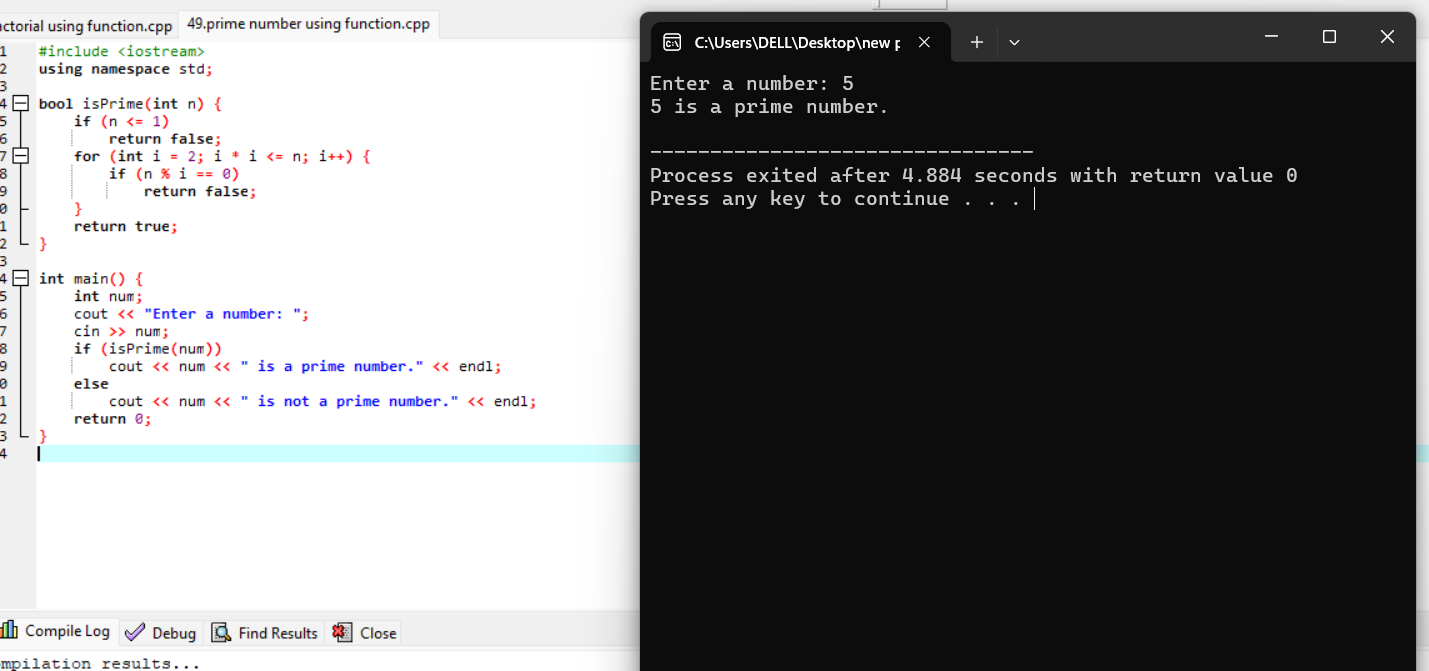 ctorial using function.cpp
49.prime number using function.cpp
1 #include <iostream>
2 using namespace std;
3
4 bool isPrime(int n) {
5 if (n <= 1)
6 return false;
7 for (int i = 2; i * i <= n; i++) {
8 if (n % i == 0)
9 return false;
0 }
1 return true;
2 }
3
4 int main() {
5 int num;
6 cout << "Enter a number: ";
7 cin >> num;
8 if (isPrime(num))
9 cout << num << " is a prime number." << endl;
0 else
1 cout << num << " is not a prime number." << endl;
2 return 0;
3 }
4
Compile Log
Debug
Find Results
Close
mpilation results...
C:\Users\DELL\Desktop\new p
Enter a number: 5
5 is a prime number.
--------------------------------
Process exited after 4.884 seconds with return value 0
Press any key to continue . . .